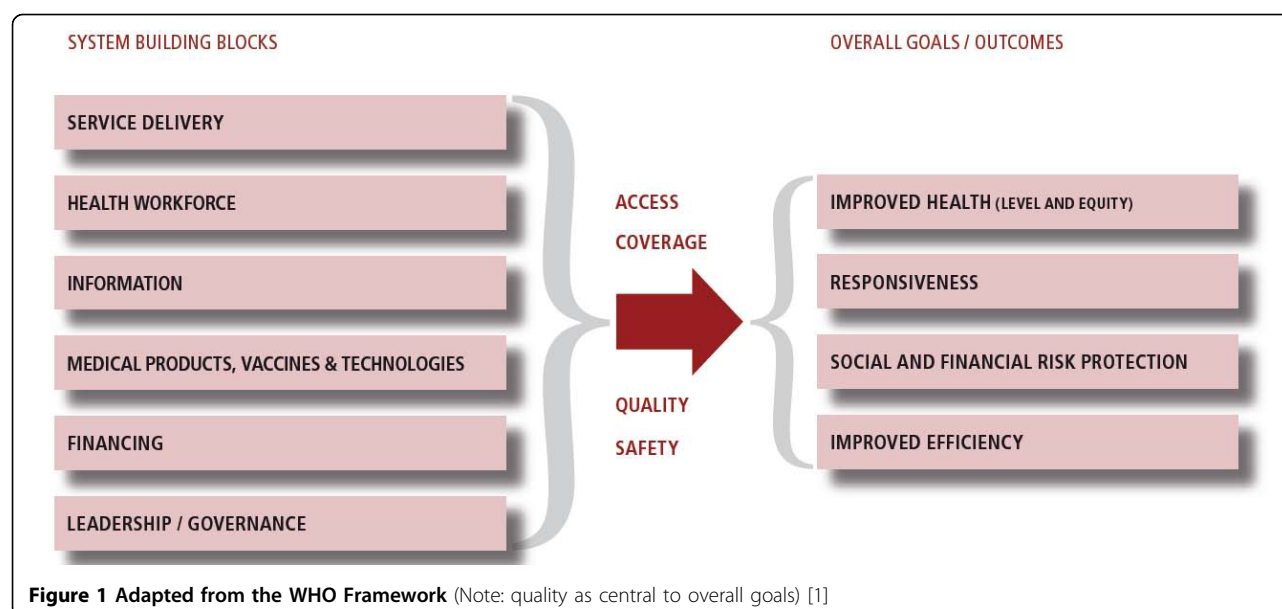 SYSTEM BUILDING BLOCKS
SERVICE DELIVERY
HEALTH WORKFORCE
INFORMATION
MEDICAL PRODUCTS, VACCINES & TECHNOLOGIES
FINANCING
LEADERSHIP / GOVERNANCE
ACCESS
COVERAGE
QUALITY
SAFETY
OVERALL GOALS / OUTCOMES
IMPROVED HEALTH (LEVEL AND EQUITY)
RESPONSIVENESS
SOCIAL AND FINANCIAL RISK PROTECTION
IMPROVED EFFICIENCY
Figure 1 Adapted from the WHO Framework (Note: quality as central to overall goals) [1]